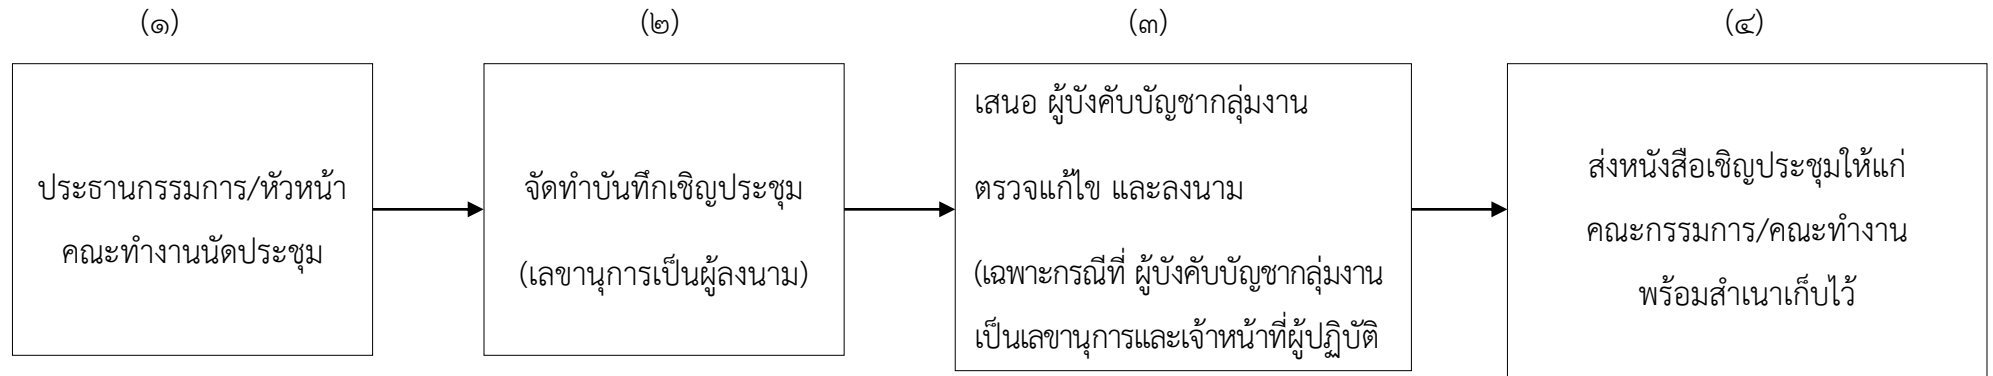 (๑)
(๒)
(๓)
(๔)
ประธานกรรมการ/หัวหน้า
คณะทำงานนัดประชุม
จัดทำบันทึกเชิญประชุม
(เลขานุการเป็นผู้ลงนาม)
เสนอ ผู้บังคับบัญชากลุ่มงาน
ตรวจแก้ไข และลงนาม
(เฉพาะกรณีที่ ผู้บังคับบัญชากลุ่มงาน
เป็นเลขานุการและเจ้าหน้าที่ผู้ปฏิบัติ
ส่งหนังสือเชิญประชุมให้แก่
คณะกรรมการ/คณะทำงาน
พร้อมสำเนาเก็บไว้